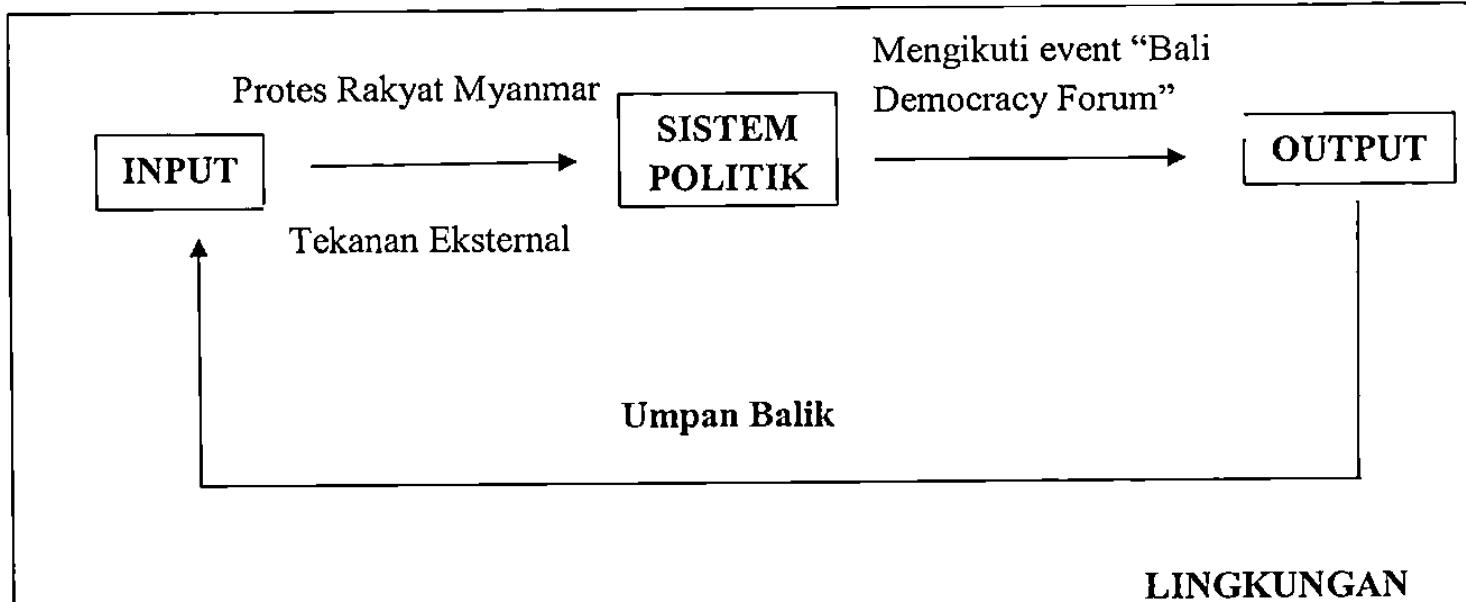 Mengikuti event “Bali
Democracy Forum”
Protes Rakyat Myanmar
INPUT
SISTEM
POLITIK
OUTPUT
Tekanan Eksternal
Umpan Balik
LINGKUNGAN